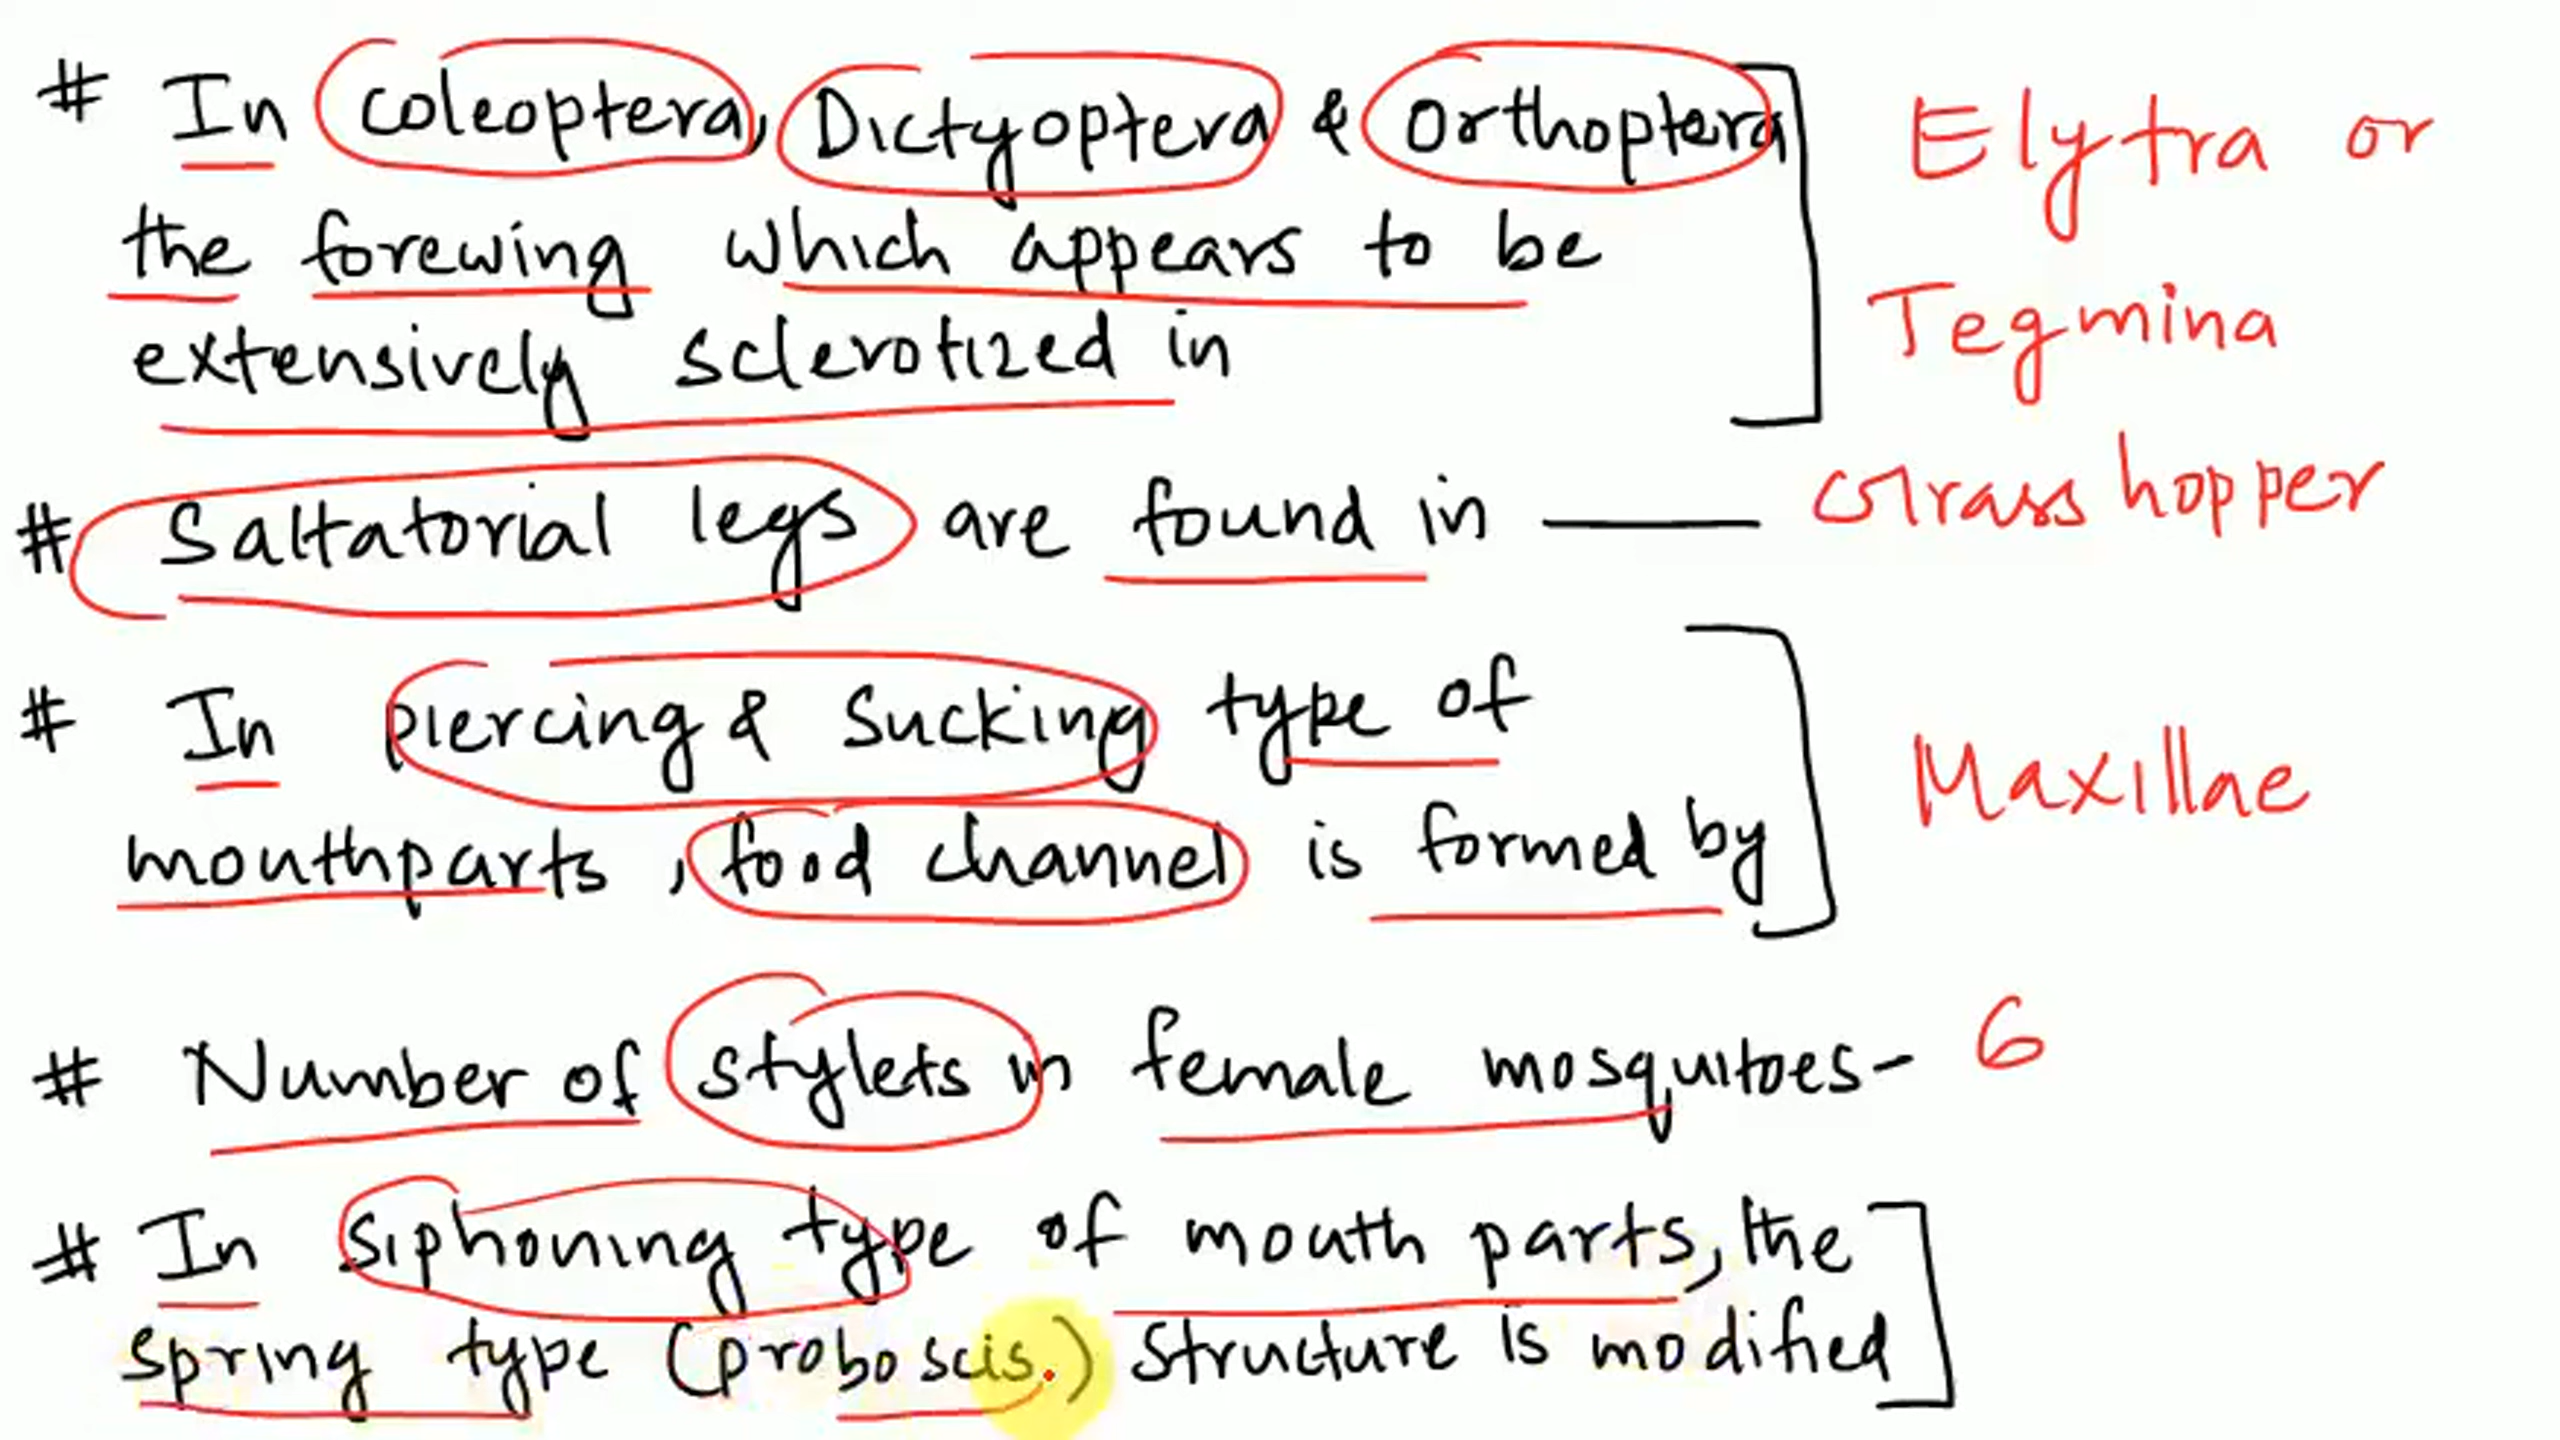 # In Coleoptera, Dictyoptera & Orthoptera
the forewing which appears to be
extensively sclerotized in
Elytra or
Tegmina
# Saltatorial legs are found in — Grasshopper
# In piercing & Sucking type of
mouthparts, food channel is formed by
Maxillae
# Number of stylets in female mosquitoes- 6
# In siphoning type of mouth parts, the
spring type (proboscis.) structure is modified